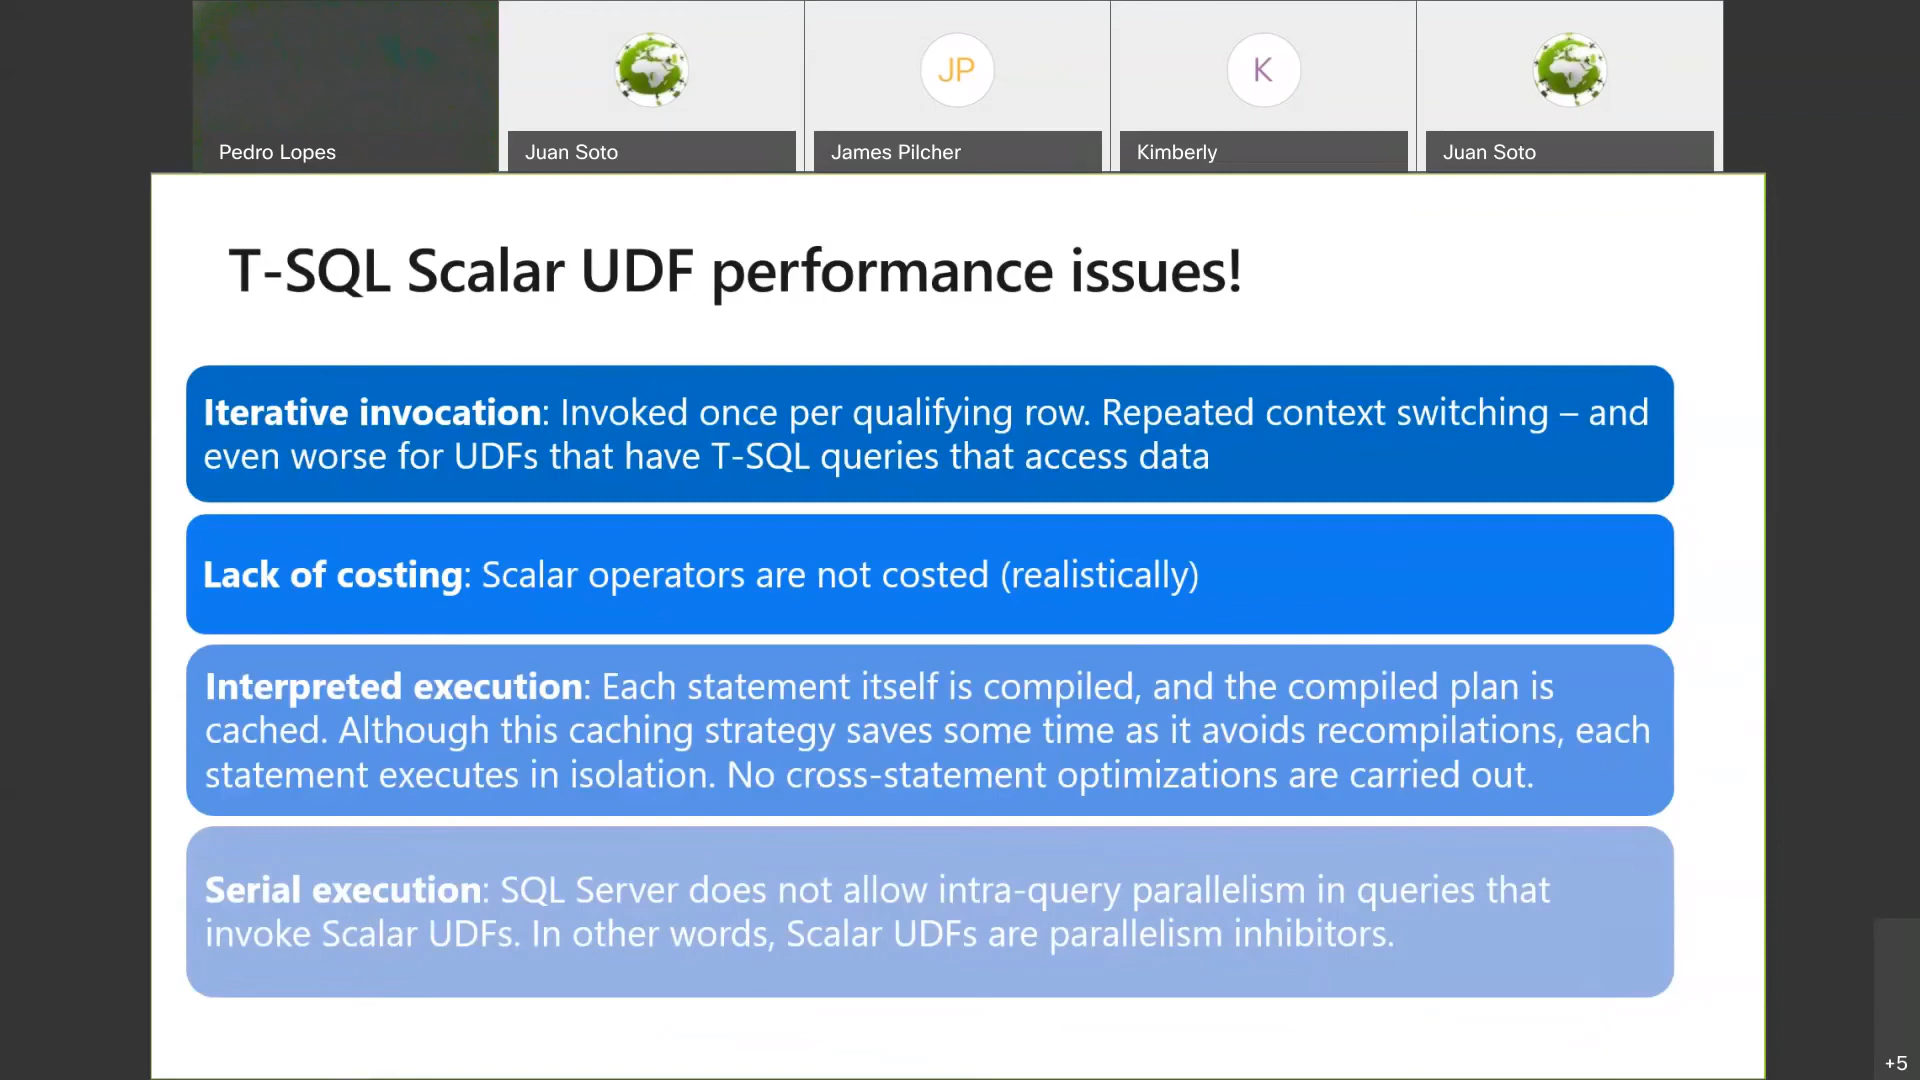 JP
K
Pedro Lopes
Juan Soto
James Pilcher
Kimberly
Juan Soto
T-SQL Scalar UDF performance issues!
Iterative invocation: Invoked once per qualifying row. Repeated context switching – and
even worse for UDFs that have T-SQL queries that access data
Lack of costing: Scalar operators are not costed (realistically)
Interpreted execution: Each statement itself is compiled, and the compiled plan is
cached. Although this caching strategy saves some time as it avoids recompilations, each
statement executes in isolation. No cross-statement optimizations are carried out.
Serial execution: SQL Server does not allow intra-query parallelism in queries that
invoke Scalar UDFs. In other words, Scalar UDFs are parallelism inhibitors.
+5